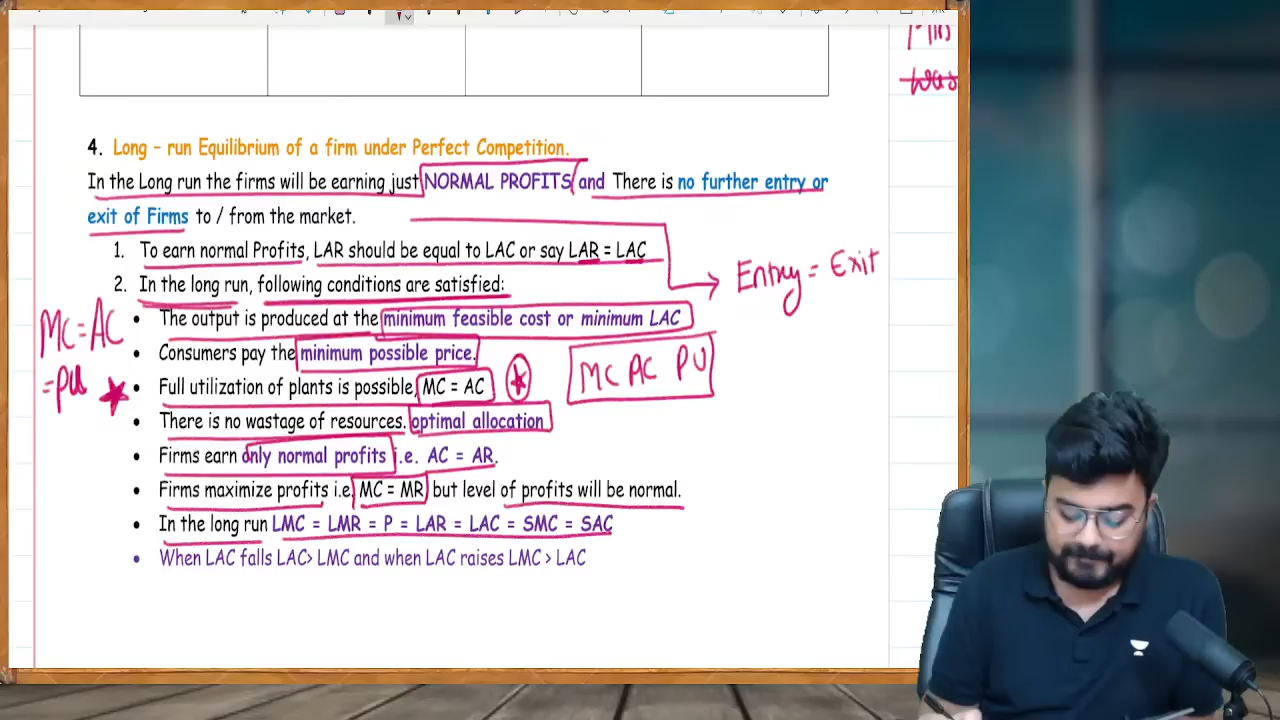 4. Long - run Equilibrium of a firm under Perfect Competition.
In the Long run the firms will be earning just NORMAL PROFITS and There is no further entry or
exit of Firms to / from the market.
1. To earn normal Profits, LAR should be equal to LAC or say LAR = LAC
Entry = Exit
2. In the long run, following conditions are satisfied:
• The output is produced at the minimum feasible cost or minimum LAC
MC = AC
• Consumers pay the minimum possible price.
MC AC PU
• Full utilization of plants is possible, MC = AC
= PU
• There is no wastage of resources. optimal allocation
• Firms earn only normal profits i.e. AC = AR.
• Firms maximize profits i.e. MC = MR but level of profits will be normal.
• In the long run LMC = LMR = P = LAR = LAC = SMC = SAC
• When LAC falls LAC> LMC and when LAC raises LMC > LAC